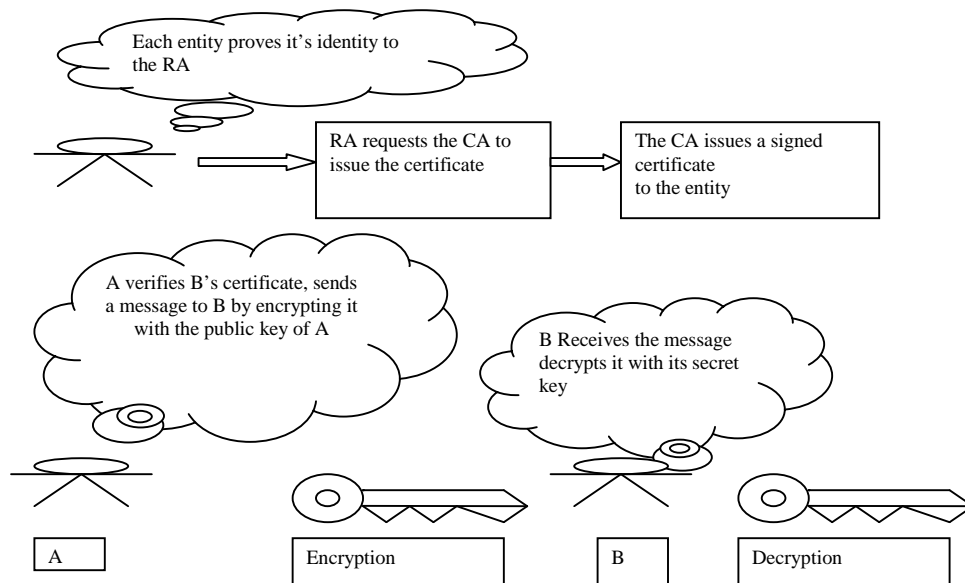 Each entity proves it's identity to
the RA
RA requests the CA to
issue the certificate
The CA issues a signed
certificate
to the entity
A verifies B's certificate, sends
a message to B by encrypting it
with the public key of A
B Receives the message
decrypts it with its secret
key
A
Encryption
B
Decryption